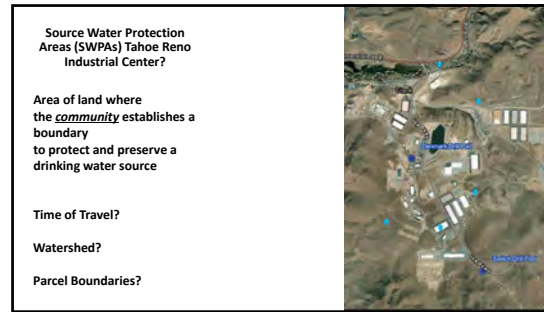 Source Water Protection
Areas (SWPAs) Tahoe Reno
Industrial Center?
Area of land where
the community establishes a
boundary
to protect and preserve a
drinking water source
Time of Travel?
Watershed?
Parcel Boundaries?